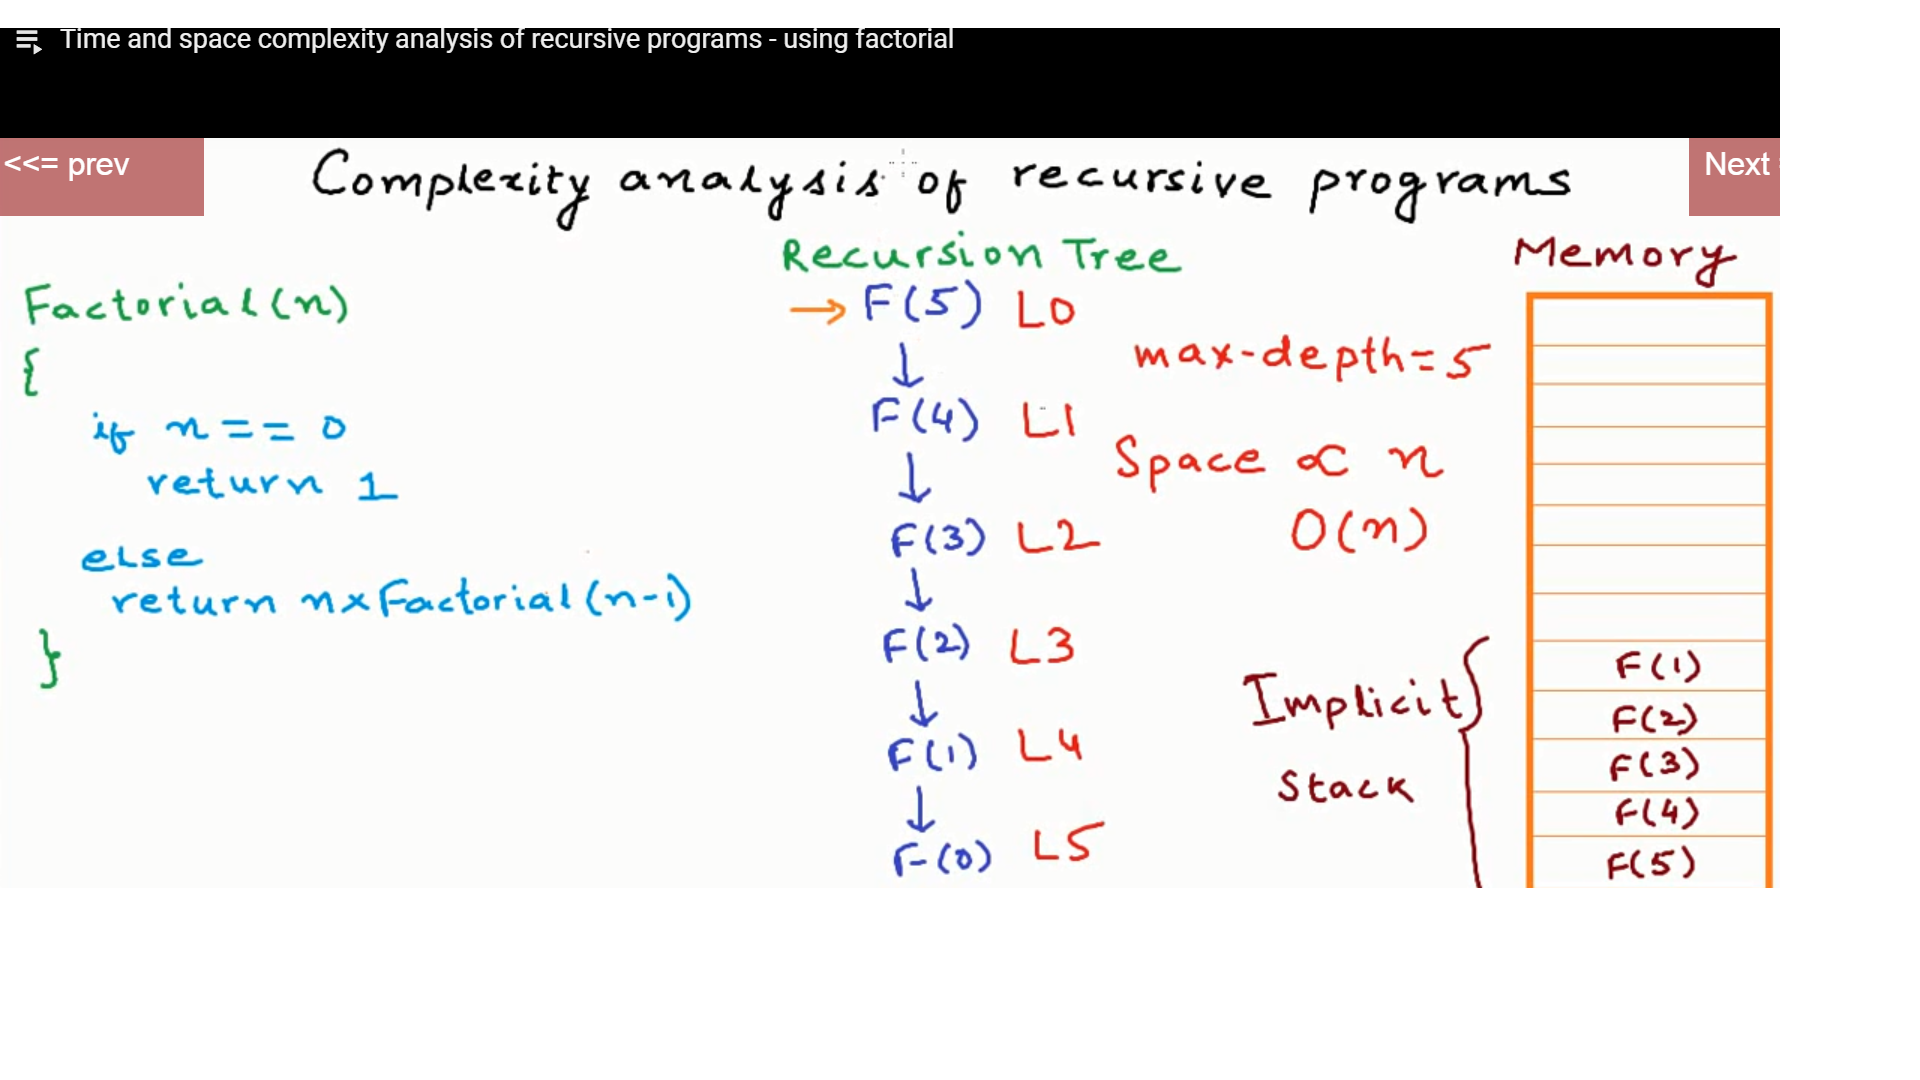 Time and space complexity analysis of recursive programs - using factorial
<<= prev
Next
Complexity analysis of recursive programs
Factorial(n)
{
if n == 0
return 1
else
return n×Factorial(n-1)
}
Recursion Tree
→ F(5) L0
↓
F(4) L1
↓
F(3) L2
↓
F(2) L3
↓
F(1) L4
↓
F(0) L5
max-depth=5
Space ∝ n
O(n)
Implicit
Stack
Memory
F(1)
F(2)
F(3)
F(4)
F(5)